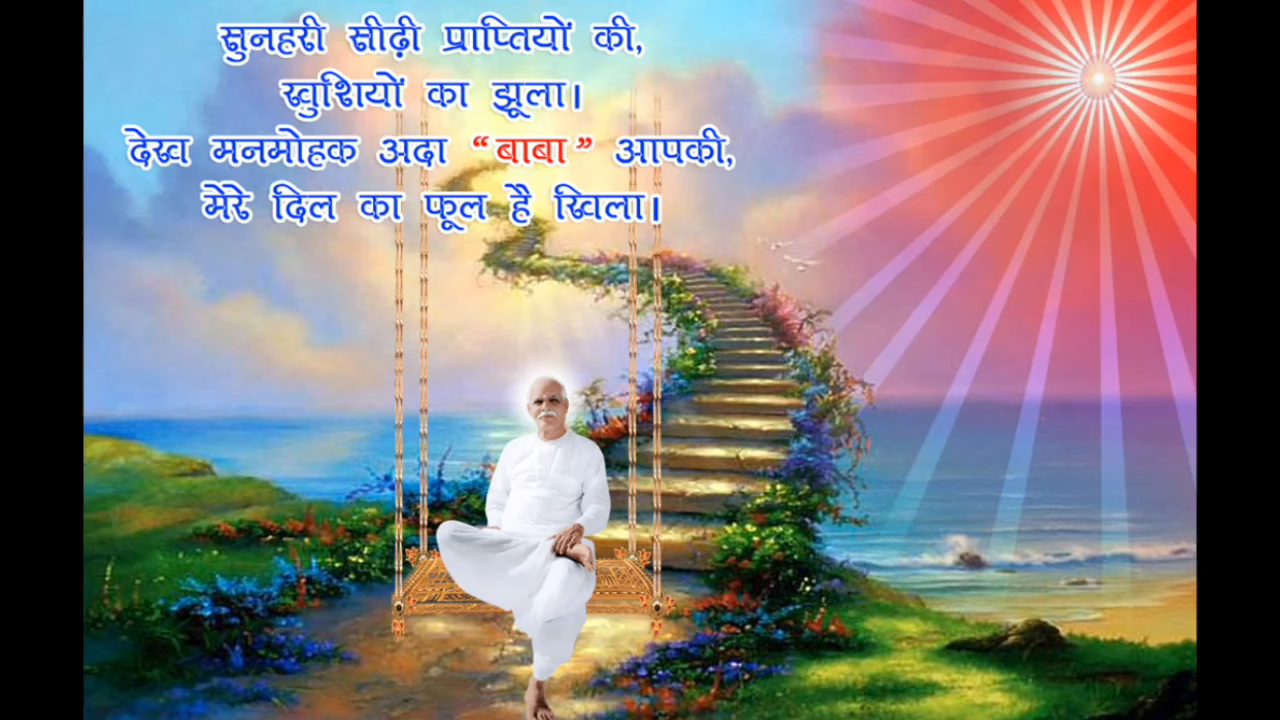 सुनहरी सीढ़ी प्राप्तियों की,
खुशियों का झूला।
देख मनमोहक अदा “बाबा” आपकी,
मेरे दिल का फूल है खिला।